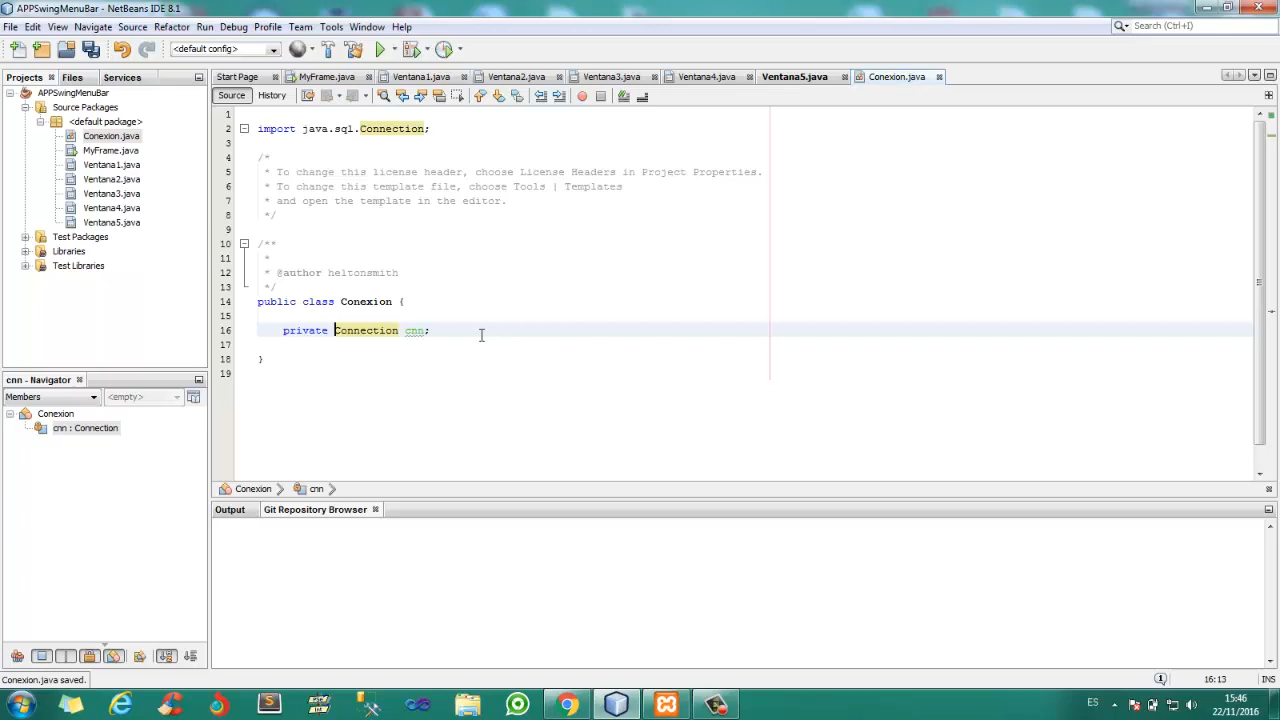 APPSwingMenuBar - NetBeans IDE 8.1
File Edit View Navigate Source Refactor Run Debug Profile Team Tools Window Help
Search (Ctrl+I)
<default config>
Projects Files Services
Start Page MyFrame.java Ventana1.java Ventana2.java Ventana3.java Ventana4.java Ventana5.java Conexion.java
Source History
APPSwingMenuBar
Source Packages
<default package>
Conexion.java
MyFrame.java
Ventana1.java
Ventana2.java
Ventana3.java
Ventana4.java
Ventana5.java
Test Packages
Libraries
Test Libraries
1
2 import java.sql.Connection;
3
4 /*
5 * To change this license header, choose License Headers in Project Properties.
6 * To change this template file, choose Tools | Templates
7 * and open the template in the editor.
8 */
9
10 /**
11 *
12 * @author heltonsmith
13 */
14 public class Conexion {
15
16 private Connection cnn;
17
18 }
19
cnn - Navigator
Members <empty>
Conexion
cnn : Connection
Conexion cnn
Output Git Repository Browser
Conexion.java saved.
16:13 INS
ES
15:46
22/11/2016